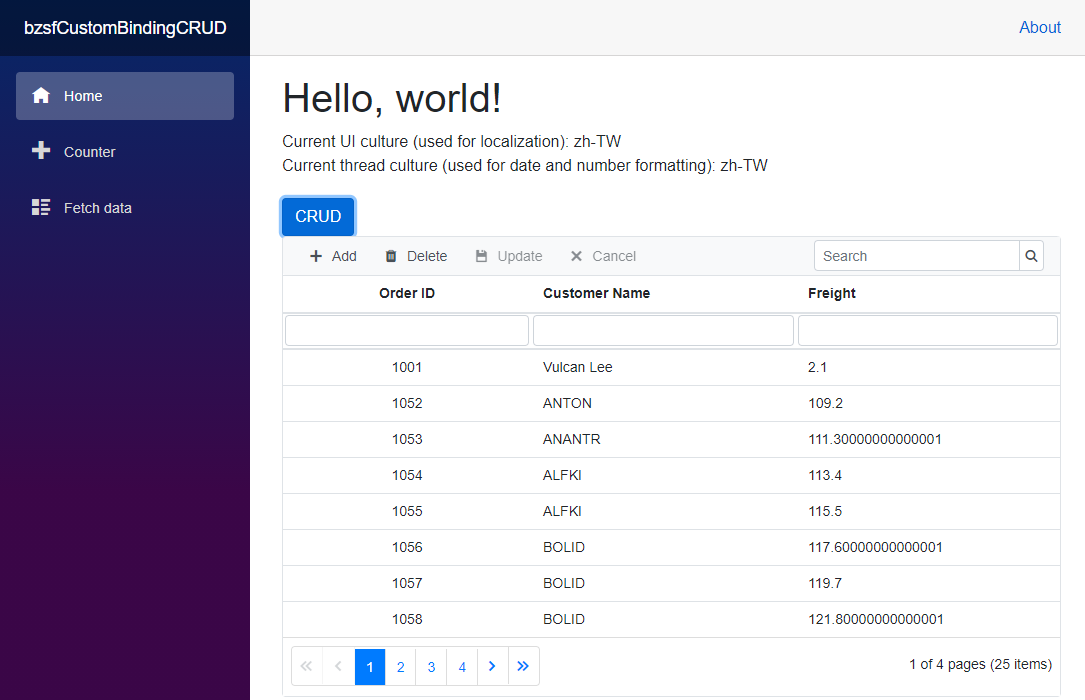 bzsfCustomBindingCRUD
About
Home
Counter
Fetch data
Hello, world!
Current UI culture (used for localization): zh-TW
Current thread culture (used for date and number formatting): zh-TW
CRUD
Add Delete Update Cancel Search
Order ID Customer Name Freight
1001 Vulcan Lee 2.1
1052 ANTON 109.2
1053 ANANTR 111.30000000000001
1054 ALFKI 113.4
1055 ALFKI 115.5
1056 BOLID 117.60000000000001
1057 BOLID 119.7
1058 BOLID 121.80000000000001
1 2 3 4 1 of 4 pages (25 items)